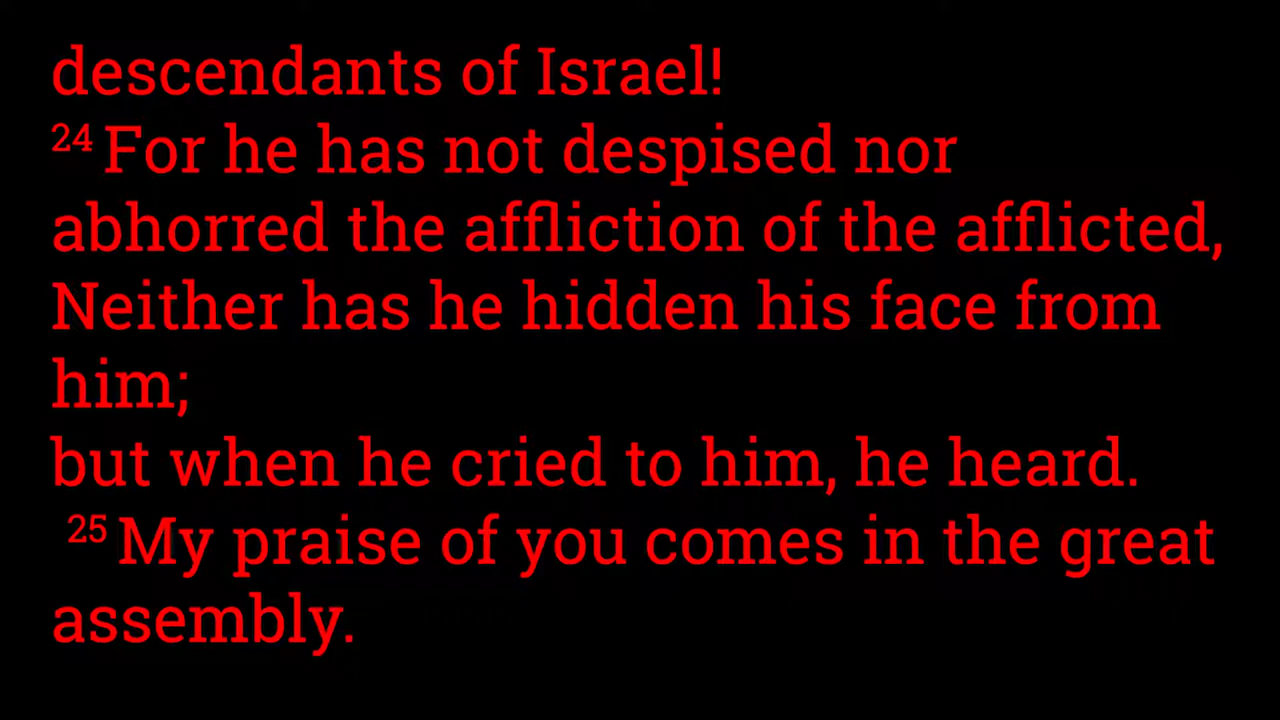 descendants of Israel!
24 For he has not despised nor
abhorred the affliction of the afflicted,
Neither has he hidden his face from
him;
but when he cried to him, he heard.
25 My praise of you comes in the great
assembly.